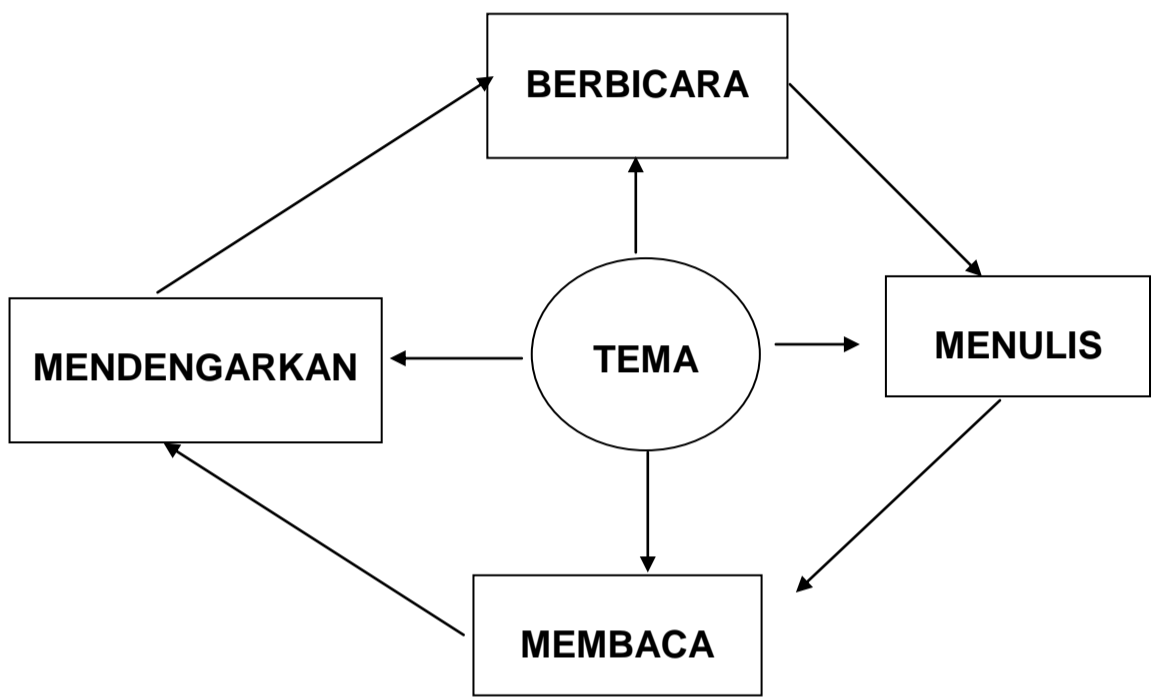 BERBICARA
MENDENGARKAN
TEMA
MENULIS
MEMBACA